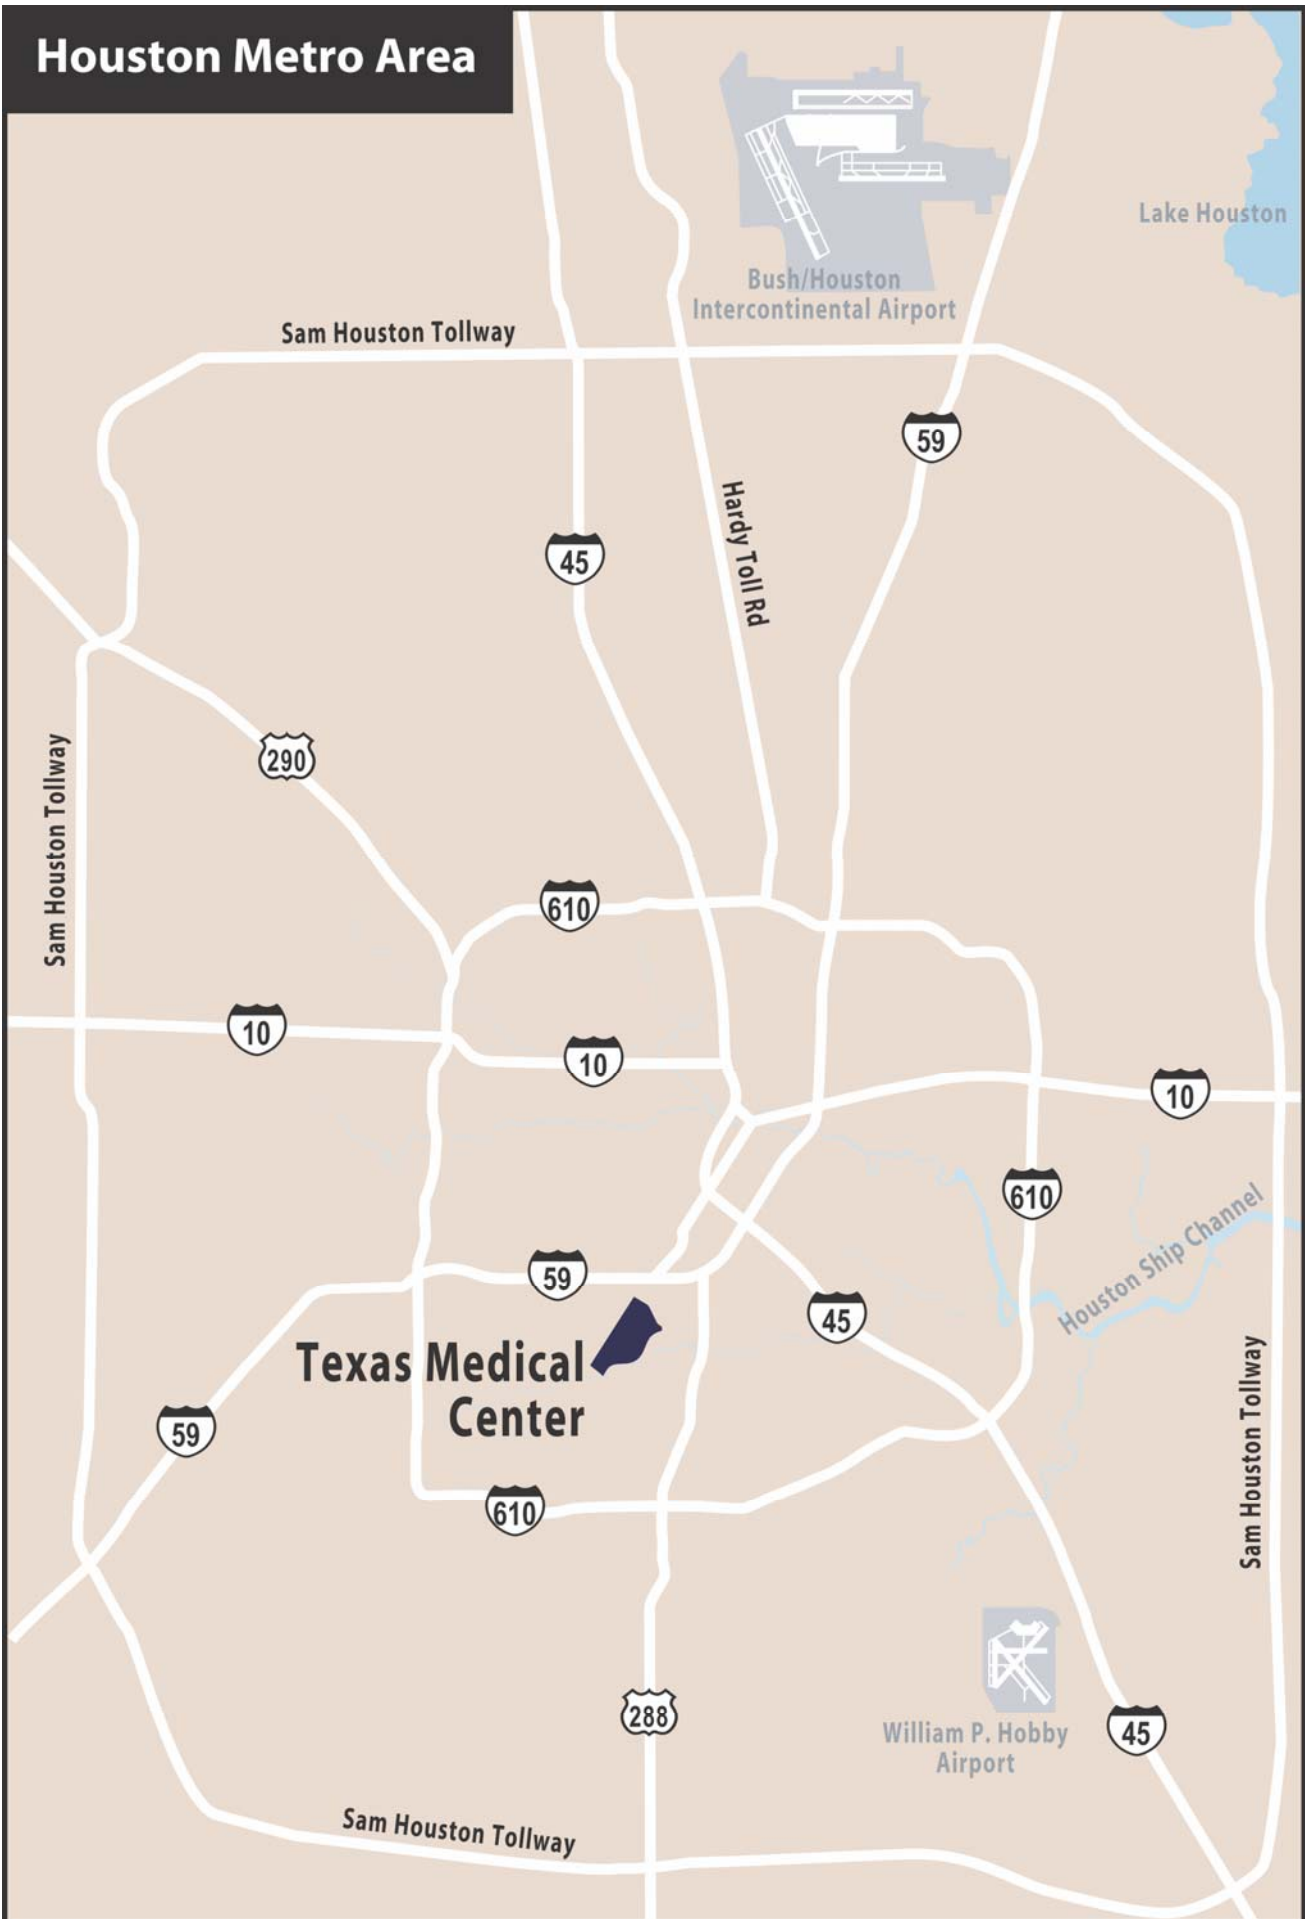 Houston Metro Area
Lake Houston
Bush/Houston
Intercontinental Airport
Sam Houston Tollway
59
Hardy Toll Rd
45
290
Sam Houston Tollway
610
10
10
10
610
Houston Ship Channel
59
45
Texas Medical
Center
59
Sam Houston Tollway
610
288
William P. Hobby
Airport
45
Sam Houston Tollway